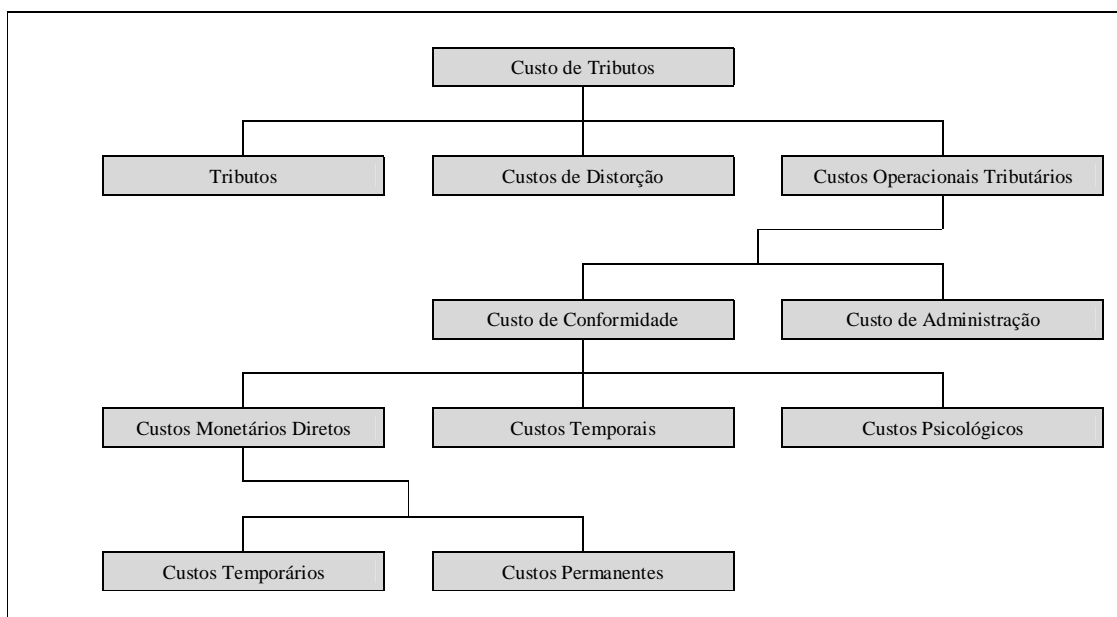 Custo de Tributos
Tributos
Custos de Distorção
Custos Operacionais Tributários
Custo de Conformidade
Custo de Administração
Custos Monetários Diretos
Custos Temporais
Custos Psicológicos
Custos Temporários
Custos Permanentes